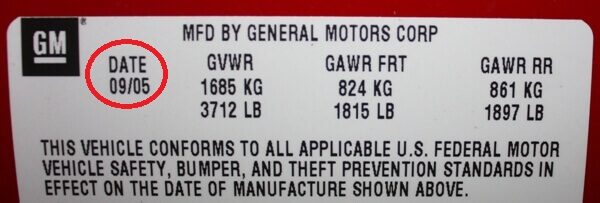 GM
MFD BY GENERAL MOTORS CORP
DATE GVWR GAWR FRT GAWR RR
09/05 1685 KG 824 KG 861 KG
3712 LB 1815 LB 1897 LB
THIS VEHICLE CONFORMS TO ALL APPLICABLE U.S. FEDERAL MOTOR
VEHICLE SAFETY, BUMPER, AND THEFT PREVENTION STANDARDS IN
EFFECT ON THE DATE OF MANUFACTURE SHOWN ABOVE.